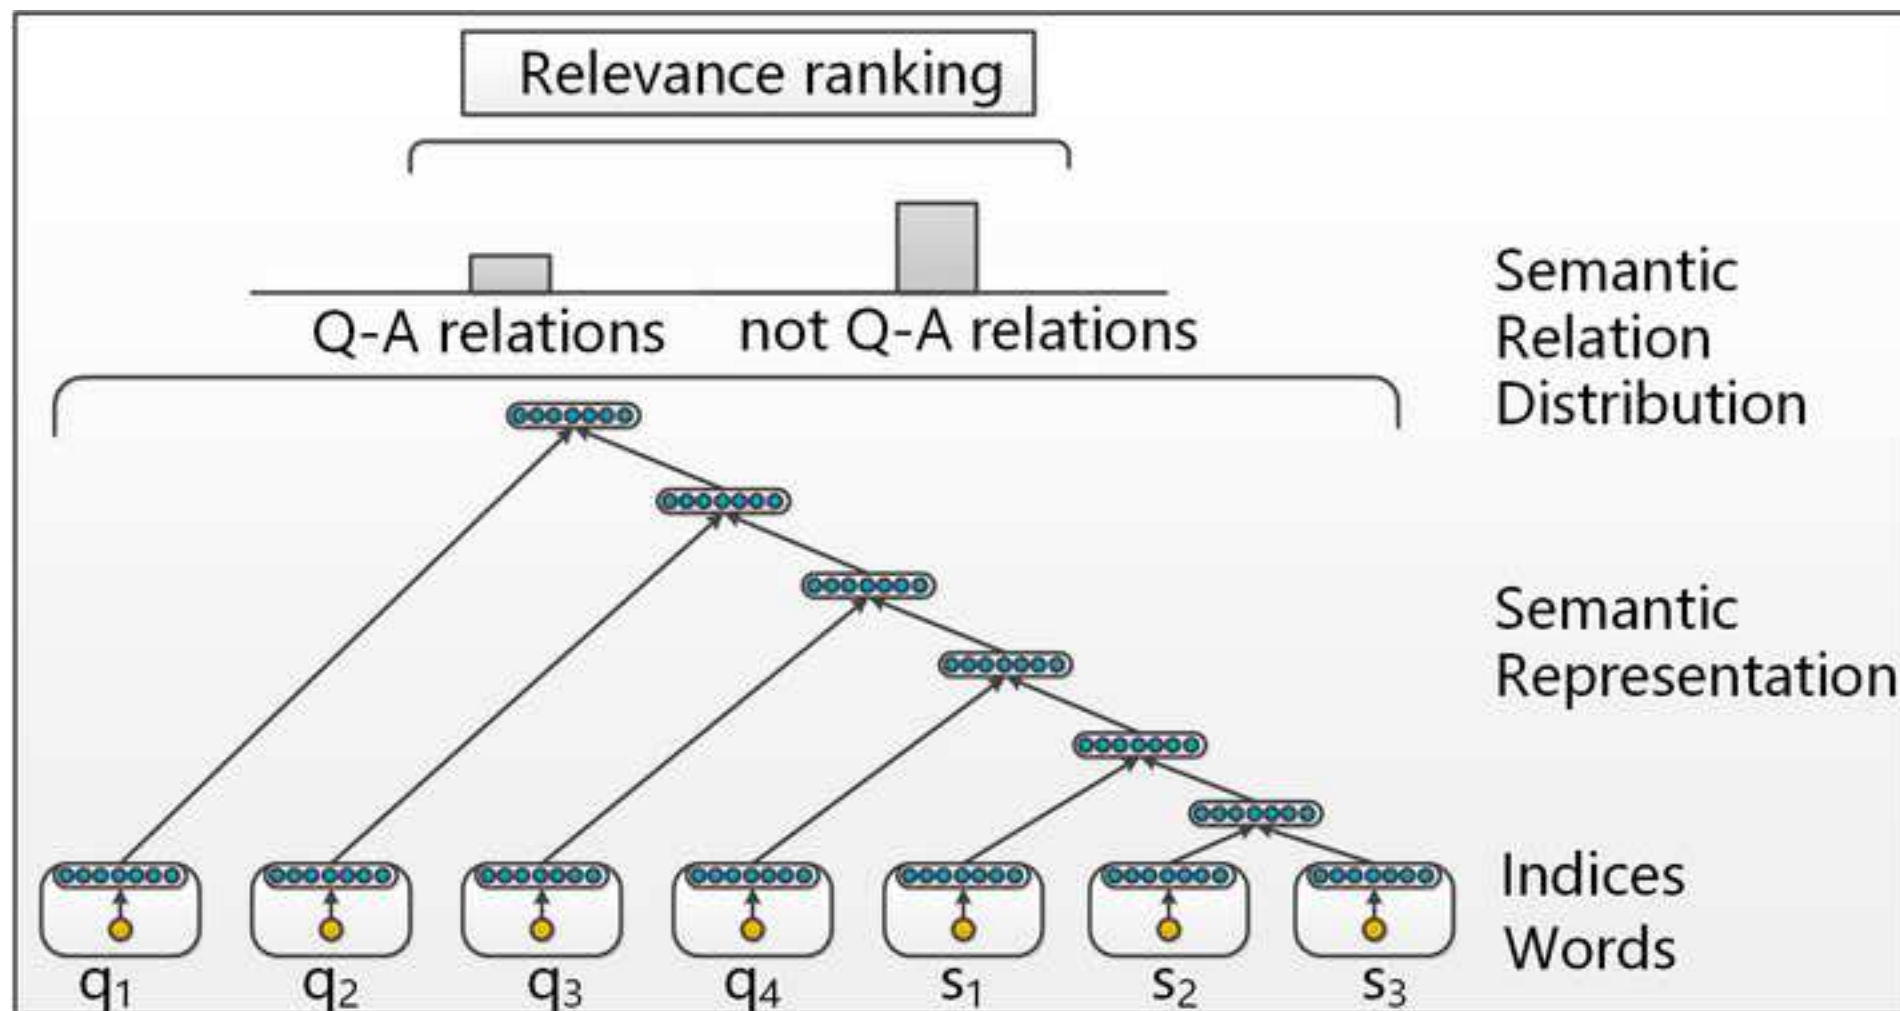 Relevance ranking
Q-A relations
not Q-A relations
Semantic
Relation
Distribution
Semantic
Representation
Indices
Words
q₁
q₂
q₃
q₄
s₁
s₂
s₃